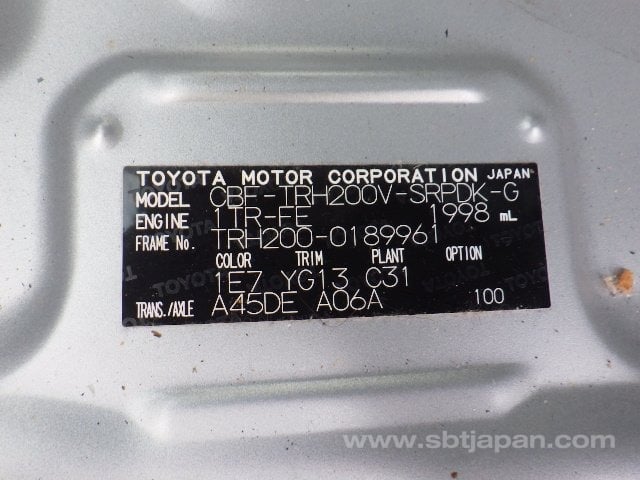 TOYOTA MOTOR CORPORATION JAPAN
MODEL CBF-TRH200V-SRPDK-G
ENGINE 1TR-FE 1998 mL
FRAME No. TRH200-0189961
COLOR TRIM PLANT OPTION
1E7 YG13 C31
TRANS./AXLE A45DE A06A 100
www.sbtjapan.com